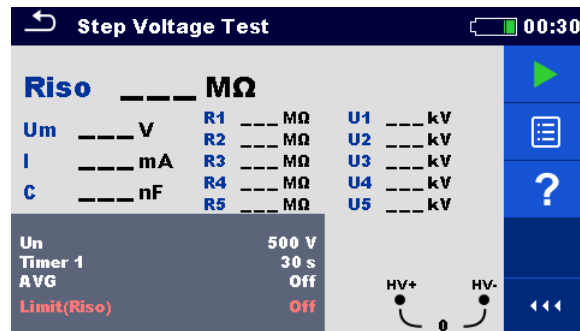 Step Voltage Test 00:30
Riso ___ MΩ
Um ___ V
I ___ mA
C ___ nF
R1 ___ MΩ U1 ___ kV
R2 ___ MΩ U2 ___ kV
R3 ___ MΩ U3 ___ kV
R4 ___ MΩ U4 ___ kV
R5 ___ MΩ U5 ___ kV
Un 500 V
Timer 1 30 s
AVG Off
Limit(Riso) Off
HV+ HV-
0
?